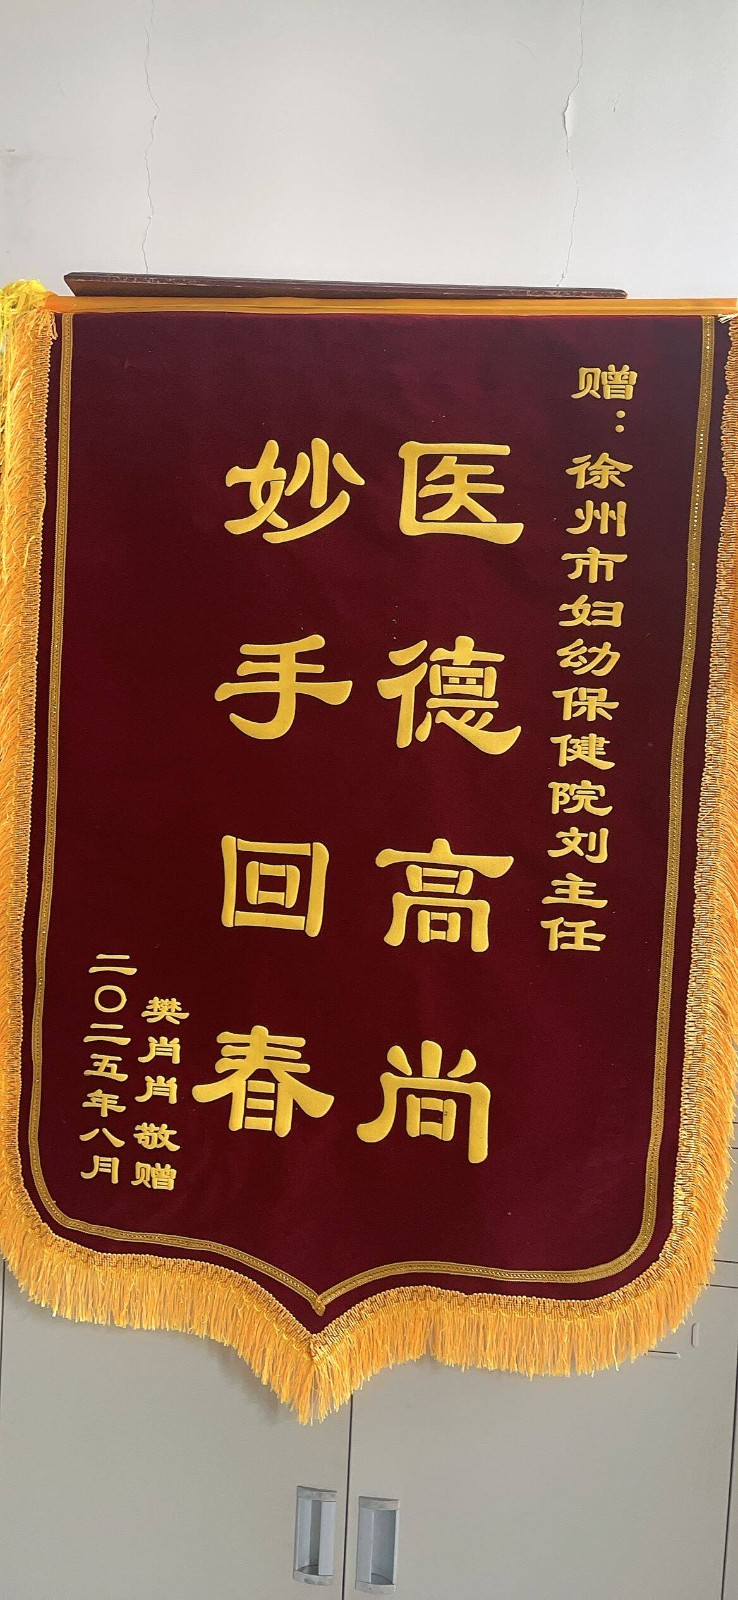 赠：徐州市妇幼保健院刘主任
医德高尚
妙手回春
樊肖肖敬赠
二〇二五年八月